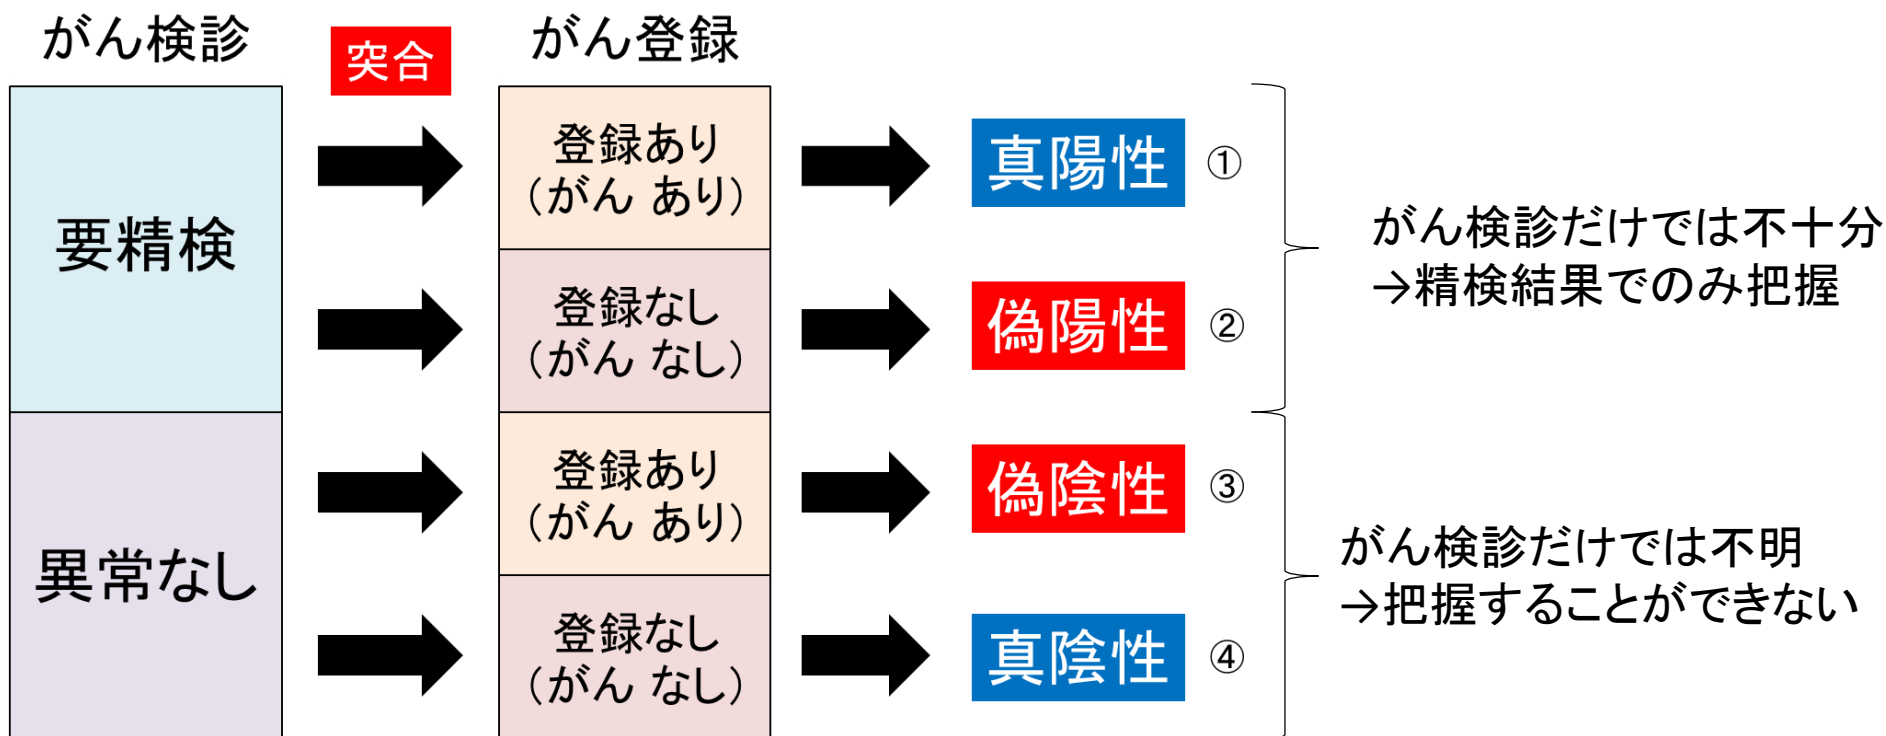 がん検診
突合
がん登録
要精検
異常なし
登録あり
（がん あり）
登録なし
（がん なし）
登録あり
（がん あり）
登録なし
（がん なし）
真陽性 ①
偽陽性 ②
偽陰性 ③
真陰性 ④
がん検診だけでは不十分
→精検結果でのみ把握
がん検診だけでは不明
→把握することができない